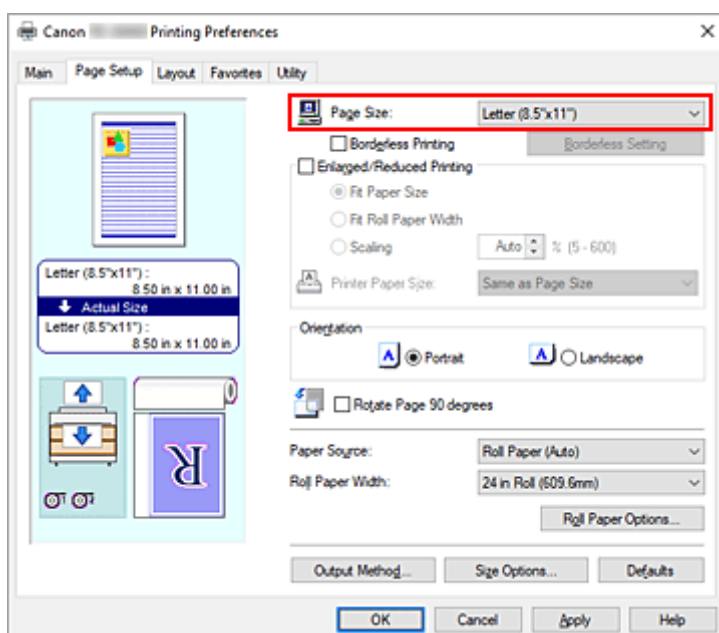 Canon Printing Preferences
Main Page Setup Layout Favorites Utility
Page Size: Letter (8.5"x11")
Borderless Printing Borderless Setting
Enlarged/Reduced Printing
Fit Paper Size
Fit Roll Paper Width
Scaling Auto % (5 - 600)
Printer Paper Size: Same as Page Size
Letter (8.5"x11") :
8.50 in x 11.00 in
Actual Size
Letter (8.5"x11") :
8.50 in x 11.00 in
Orientation
A Portrait A Landscape
Rotate Page 90 degrees
R
Paper Source: Roll Paper (Auto)
Roll Paper Width: 24 in Roll (609.6mm)
Roll Paper Options...
Output Method... Size Options... Defaults
OK Cancel Apply Help